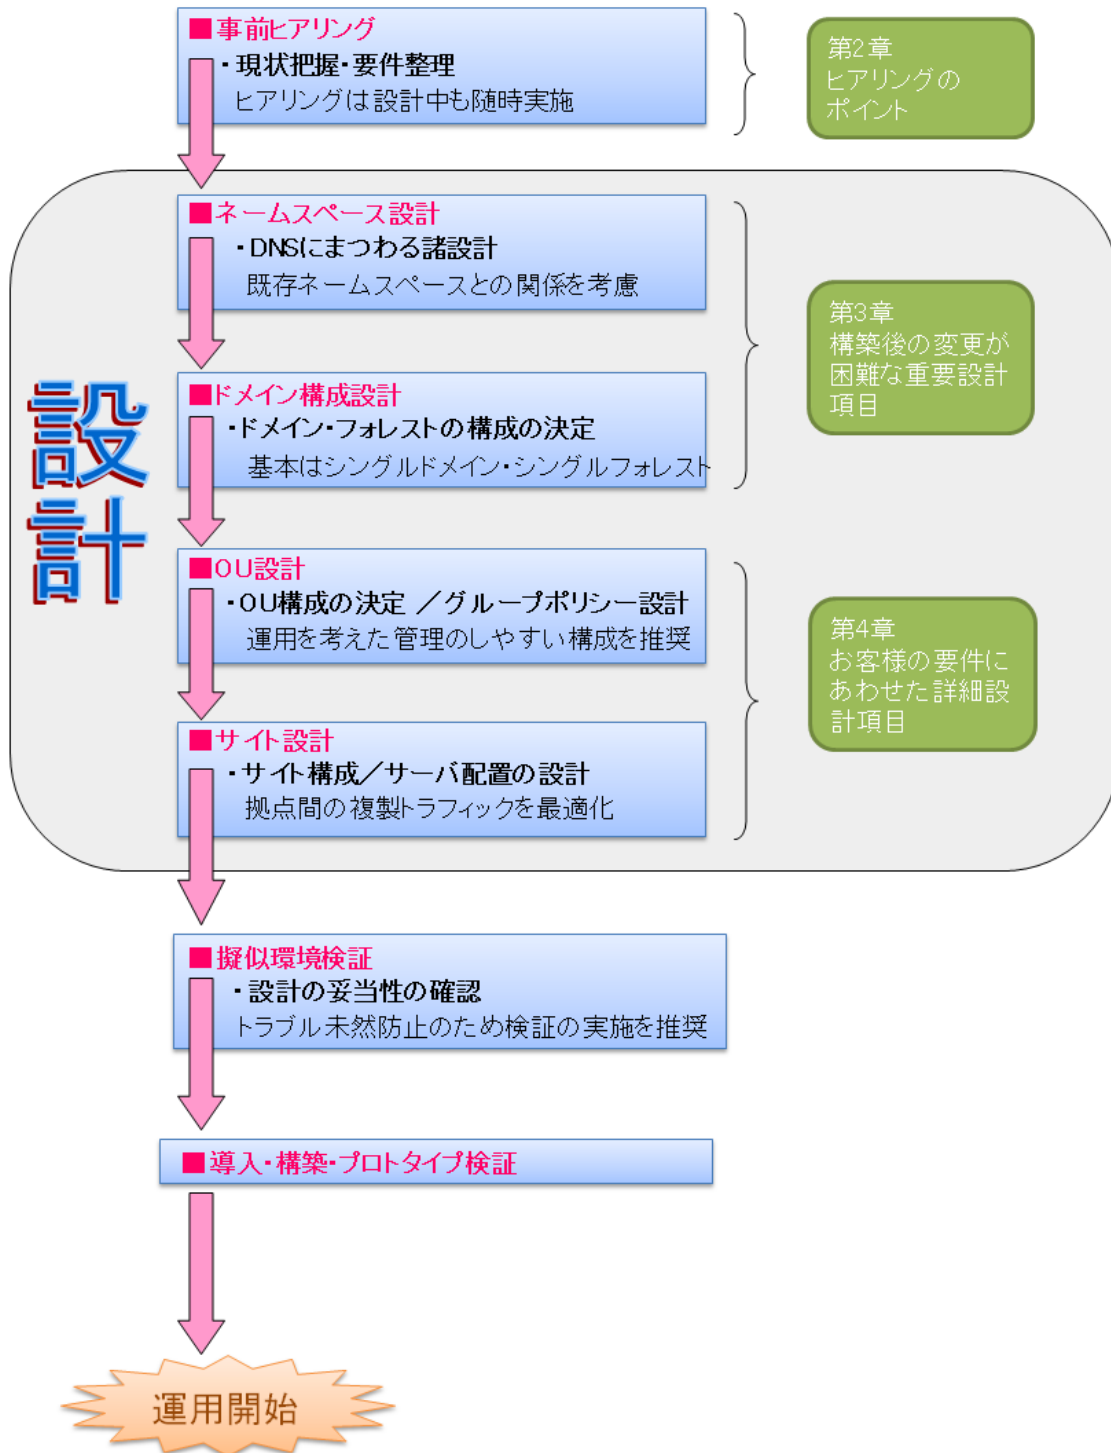 ■事前ヒアリング
・現状把握・要件整理
ヒアリングは設計中も随時実施
第2章
ヒアリングの
ポイント
設計
■ネームスペース設計
・DNSにまつわる諸設計
既存ネームスペースとの関係を考慮
■ドメイン構成設計
・ドメイン・フォレストの構成の決定
基本はシングルドメイン・シングルフォレスト
第3章
構築後の変更が
困難な重要設計
項目
■OU設計
・OU構成の決定 ／グループポリシー設計
運用を考えた管理のしやすい構成を推奨
■サイト設計
・サイト構成／サーバ配置の設計
拠点間の複製トラフィックを最適化
第4章
お客様の要件に
あわせた詳細設
計項目
■擬似環境検証
・設計の妥当性の確認
トラブル未然防止のため検証の実施を推奨
■導入・構築・プロトタイプ検証
運用開始